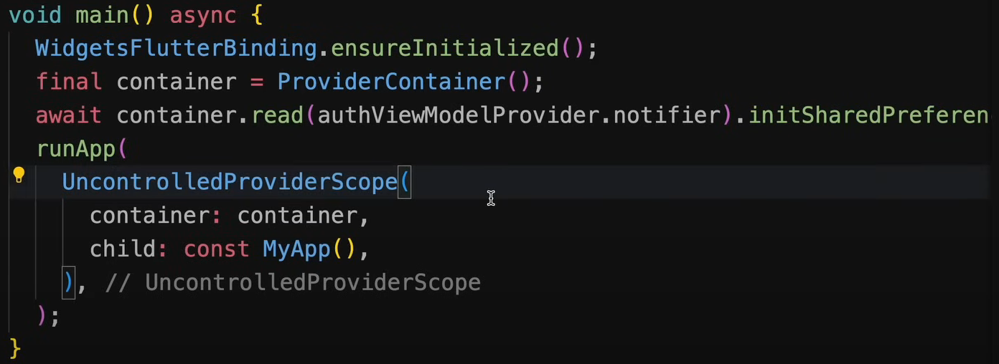 void main() async {
WidgetsFlutterBinding.ensureInitialized();
final container = ProviderContainer();
await container.read(authViewModelProvider.notifier).initSharedPreferen
runApp(
UncontrolledProviderScope(
container: container,
child: const MyApp(),
), // UncontrolledProviderScope
);
}